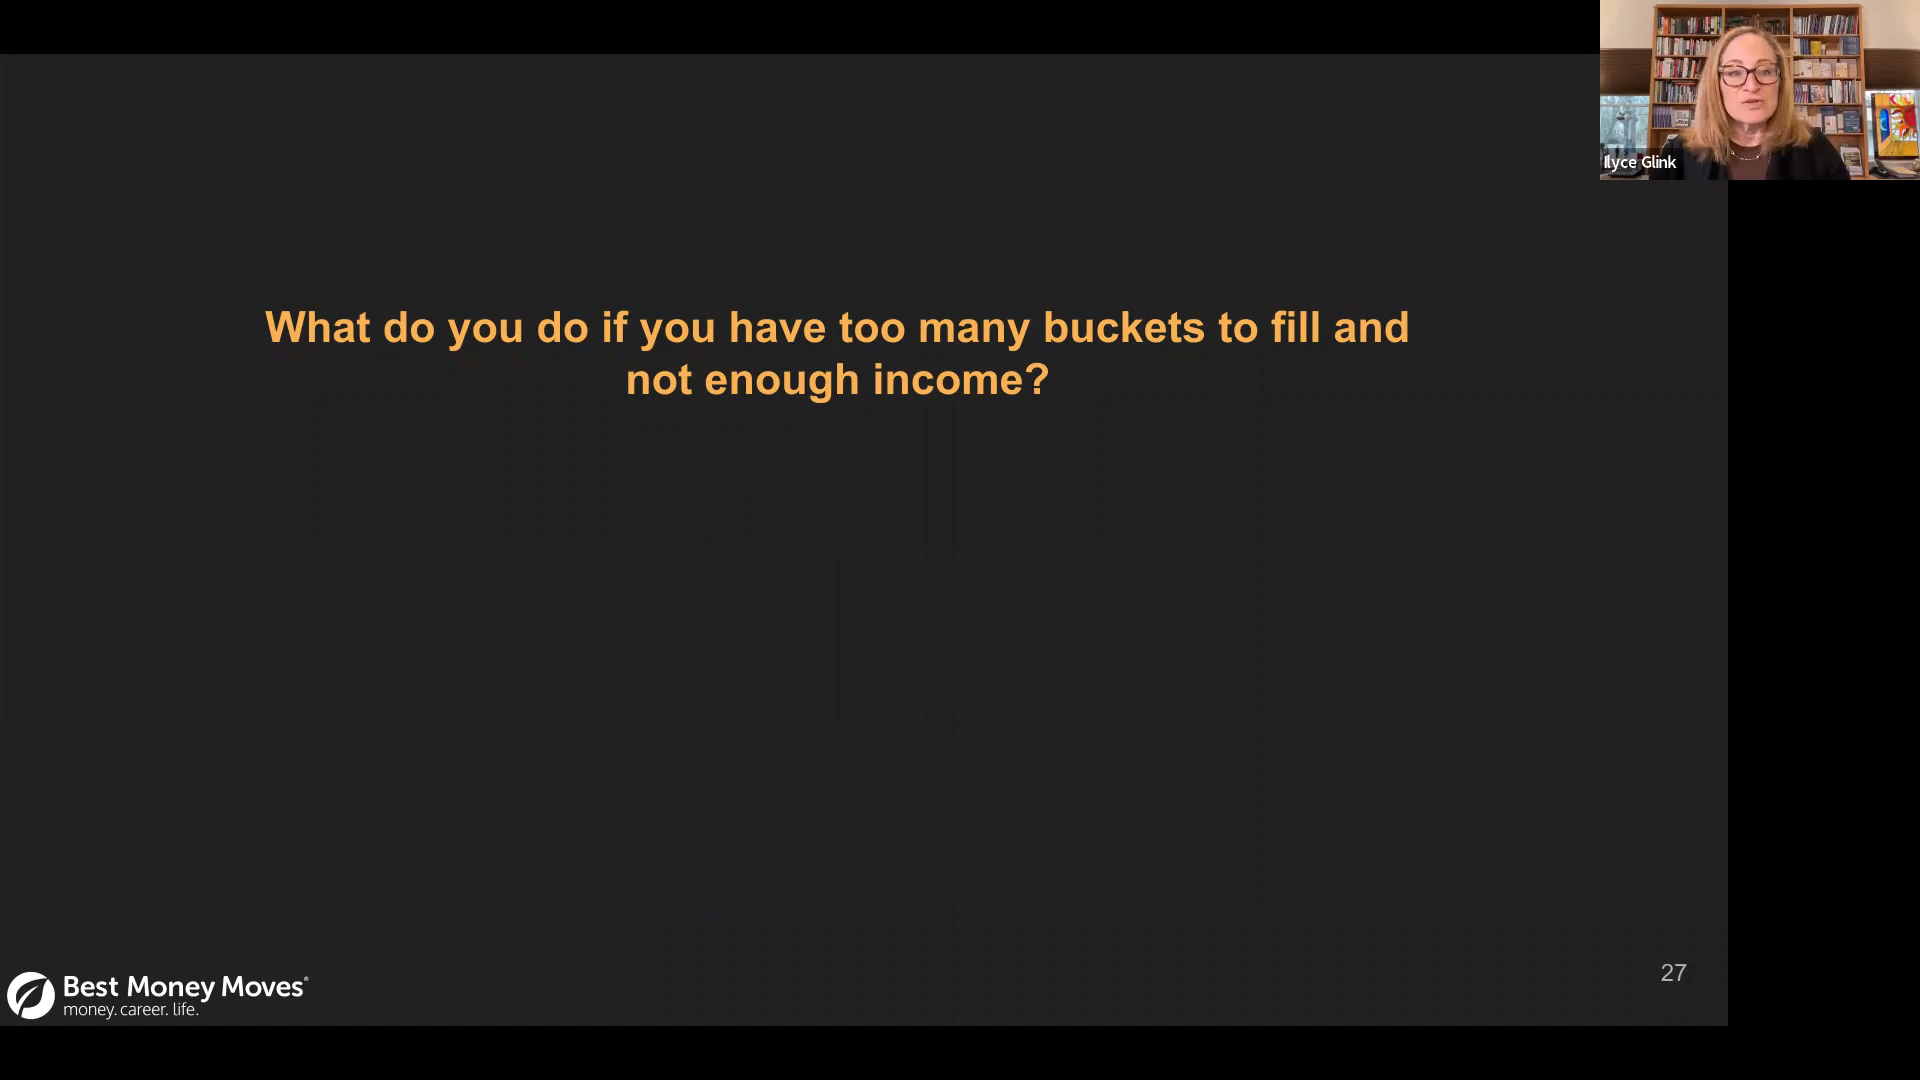 Ilyce Glink
What do you do if you have too many buckets to fill and
not enough income?
Best Money Moves®
money. career. life.
27